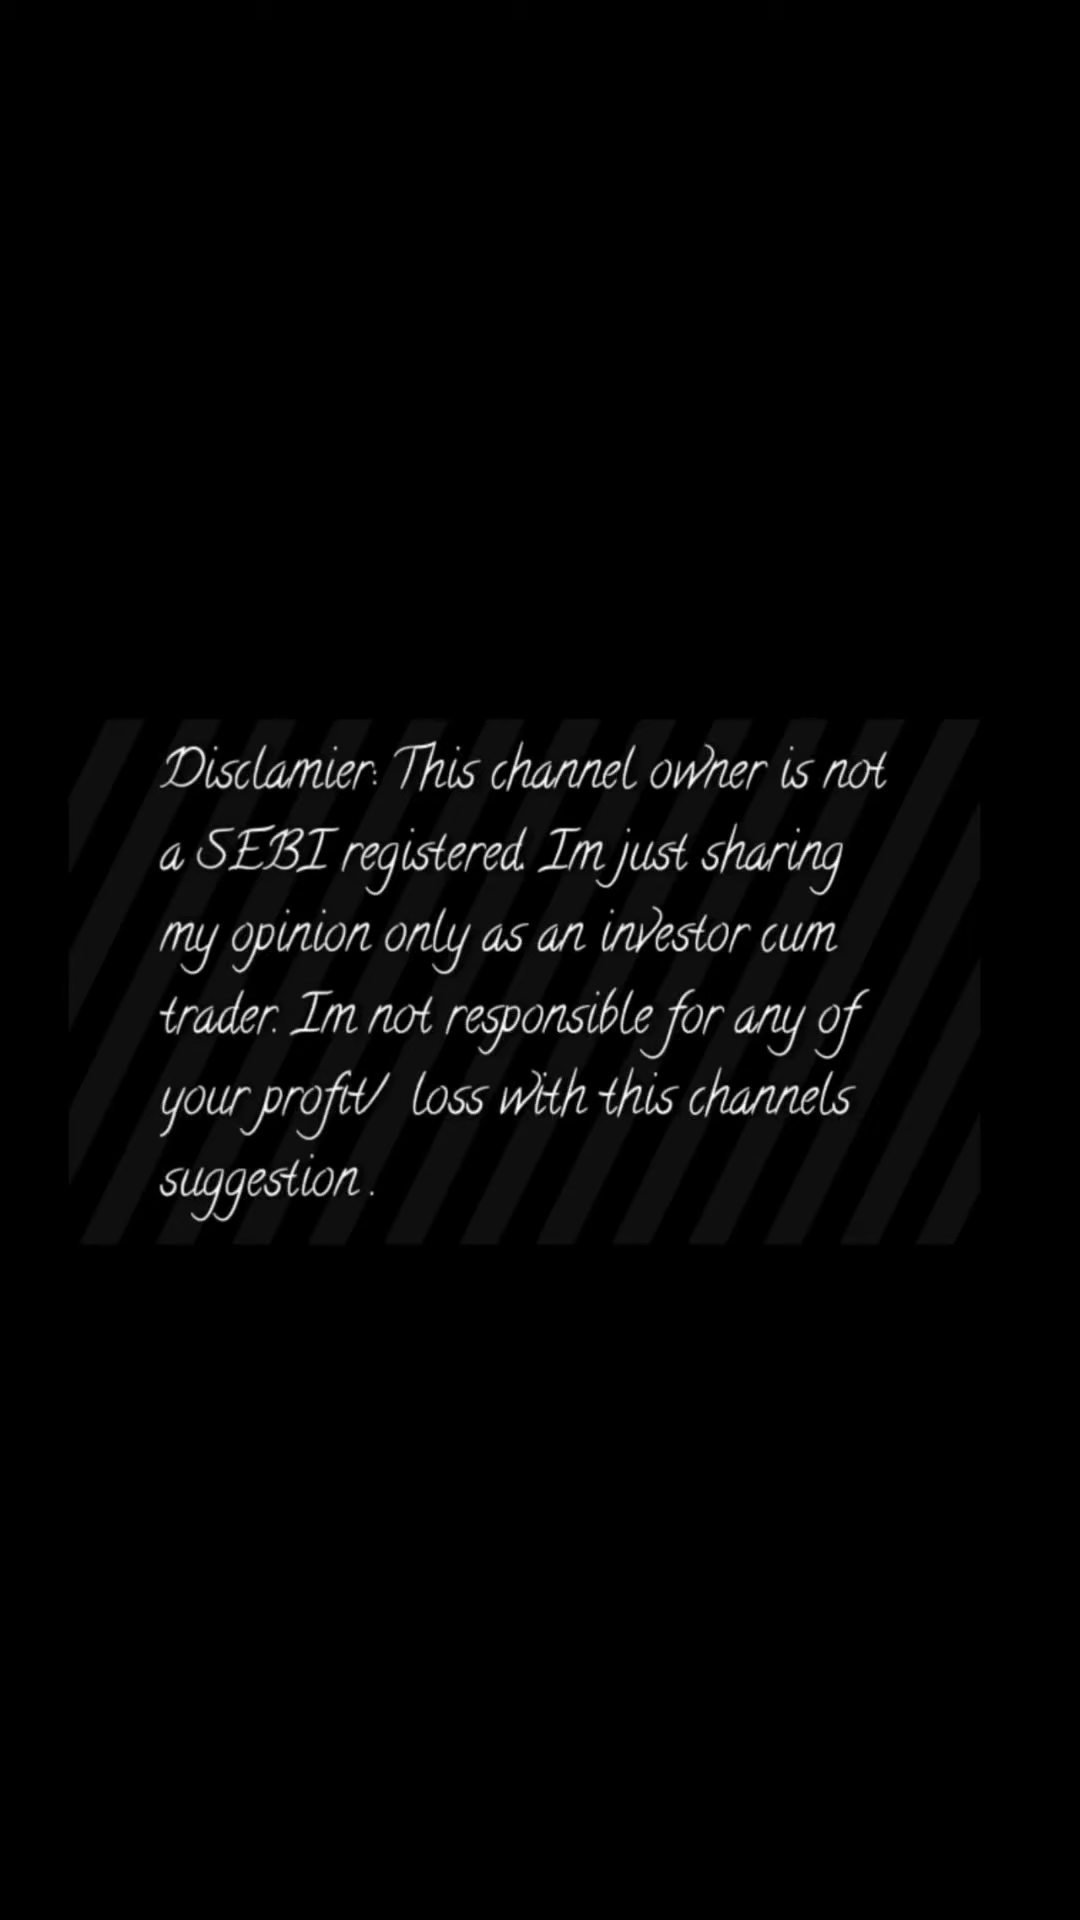 Disclamier: This channel owner is not
a SEBI registered. Im just sharing
my opinion only as an investor cum
trader. Im not responsible for any of
your profit/ loss with this channels
suggestion .